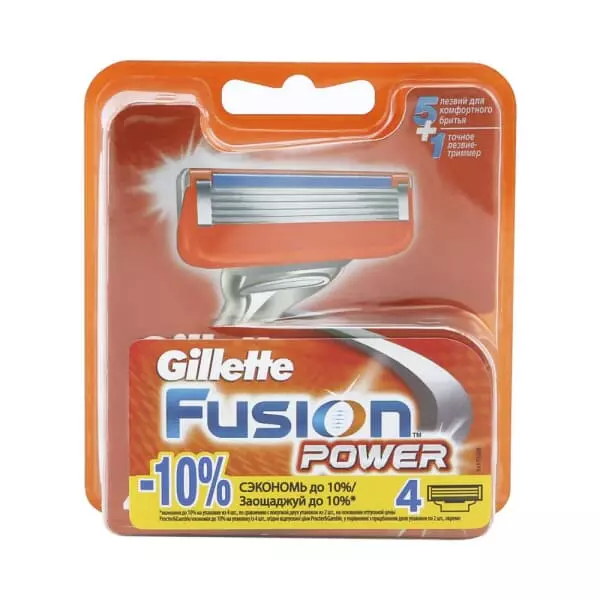 5 лезвий для
комфортного
бритья
+1 точное
лезвие-
триммер
Gillette
FUSION™
POWER
-10% СЭКОНОМЬ до 10%/
Заощаджуй до 10%*
4